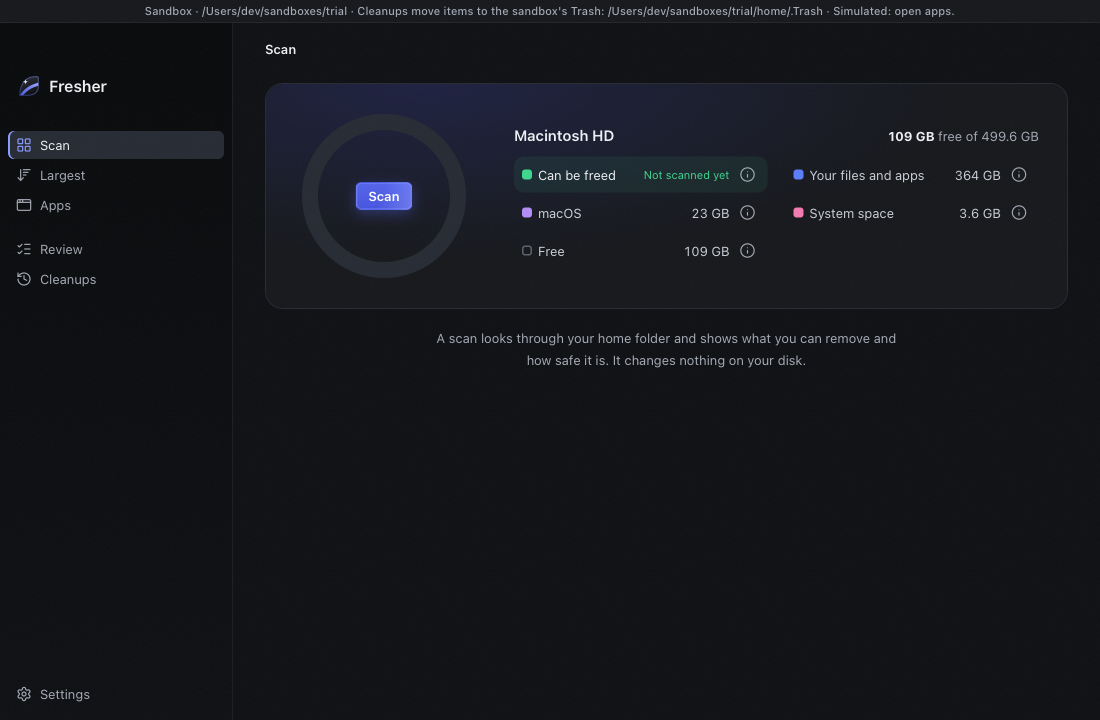 Sandbox · /Users/dev/sandboxes/trial · Cleanups move items to the sandbox's Trash: /Users/dev/sandboxes/trial/home/.Trash · Simulated: open apps.
Fresher
Scan
Largest
Apps
Review
Cleanups
Settings
Scan
Scan
Macintosh HD
109 GB free of 499.6 GB
Can be freed Not scanned yet
Your files and apps 364 GB
macOS 23 GB
System space 3.6 GB
Free 109 GB
A scan looks through your home folder and shows what you can remove and
how safe it is. It changes nothing on your disk.